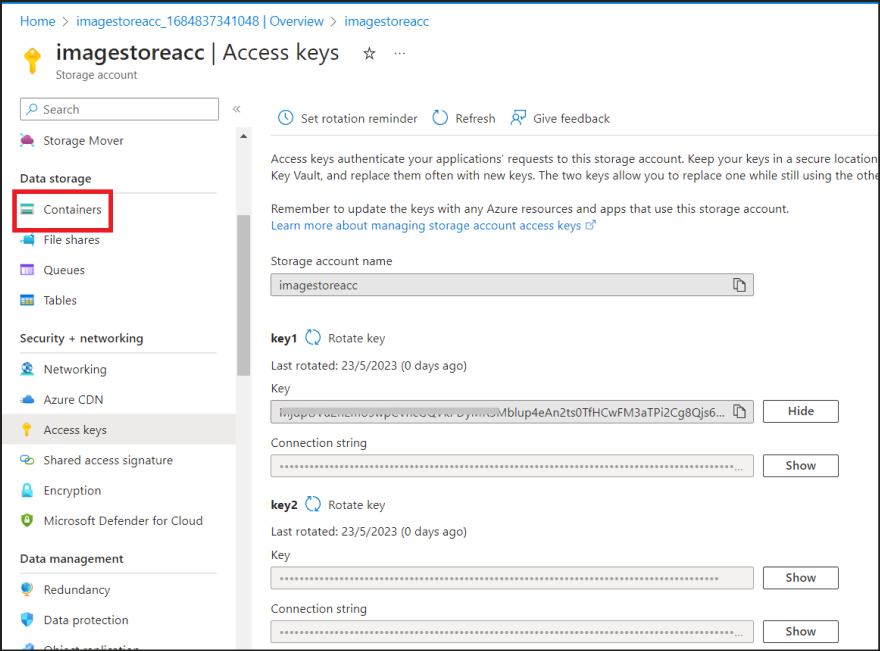 Home > imagestoreacc_1684837341048 | Overview > imagestoreacc
imagestoreacc | Access keys
Storage account
Search
Storage Mover
Data storage
Containers
File shares
Queues
Tables
Security + networking
Networking
Azure CDN
Access keys
Shared access signature
Encryption
Microsoft Defender for Cloud
Data management
Redundancy
Data protection
Object replication
Set rotation reminder Refresh Give feedback
Access keys authenticate your applications' requests to this storage account. Keep your keys in a secure location
Key Vault, and replace them often with new keys. The two keys allow you to replace one while still using the othe
Remember to update the keys with any Azure resources and apps that use this storage account.
Learn more about managing storage account access keys
Storage account name
imagestoreacc
key1 Rotate key
Last rotated: 23/5/2023 (0 days ago)
Key
Mblup4eAn2ts0TfHCwFM3aTPi2Cg8Qjs6... Hide
Connection string
Show
key2 Rotate key
Last rotated: 23/5/2023 (0 days ago)
Key
Show
Connection string
Show